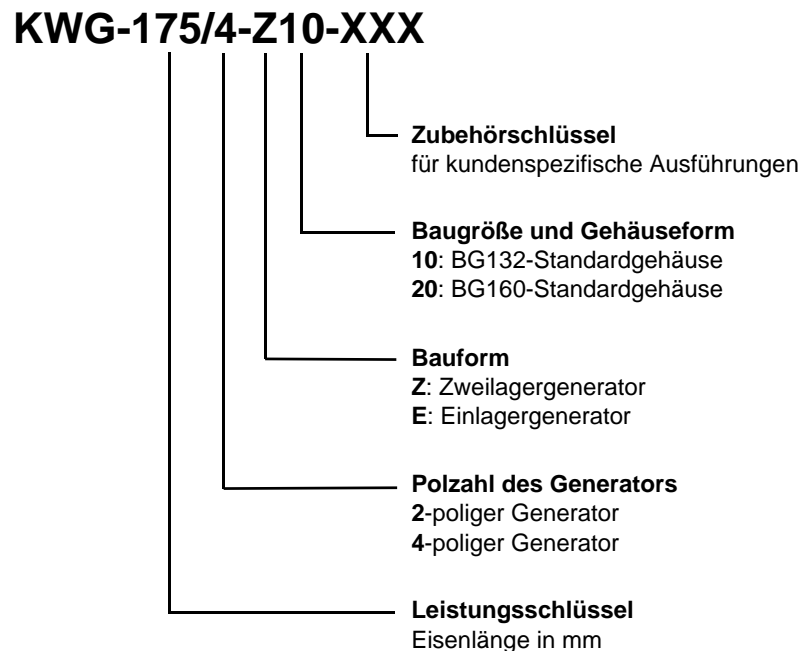 KWG-175/4-Z10-XXX
Zubehörschlüssel
für kundenspezifische Ausführungen
Baugröße und Gehäuseform
10: BG132-Standardgehäuse
20: BG160-Standardgehäuse
Bauform
Z: Zweilagergenerator
E: Einlagergenerator
Polzahl des Generators
2-poliger Generator
4-poliger Generator
Leistungsschlüssel
Eisenlänge in mm